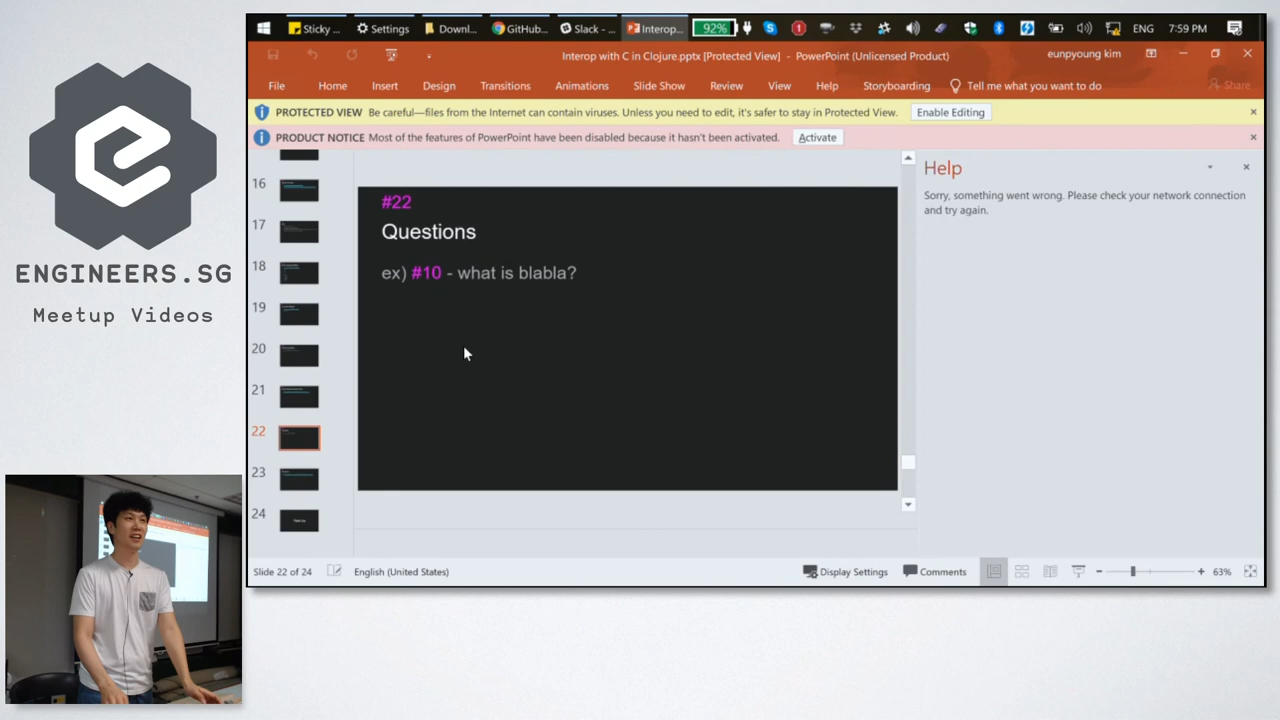 ENGINEERS.SG
Meetup Videos
Sticky ...
Settings
Downl...
GitHub...
Slack - ...
Interop...
92%
ENG
7:59 PM
Interop with C in Clojure.pptx [Protected View] - PowerPoint (Unlicensed Product)
eunpyoung kim
File Home Insert Design Transitions Animations Slide Show Review View Help Storyboarding Tell me what you want to do Share
PROTECTED VIEW Be careful—files from the Internet can contain viruses. Unless you need to edit, it's safer to stay in Protected View. Enable Editing
PRODUCT NOTICE Most of the features of PowerPoint have been disabled because it hasn't been activated. Activate
16
17
18
19
20
21
22
23
24
#22
Questions
ex) #10 - what is blabla?
Help
Sorry, something went wrong. Please check your network connection
and try again.
Slide 22 of 24 English (United States) Display Settings Comments 63%